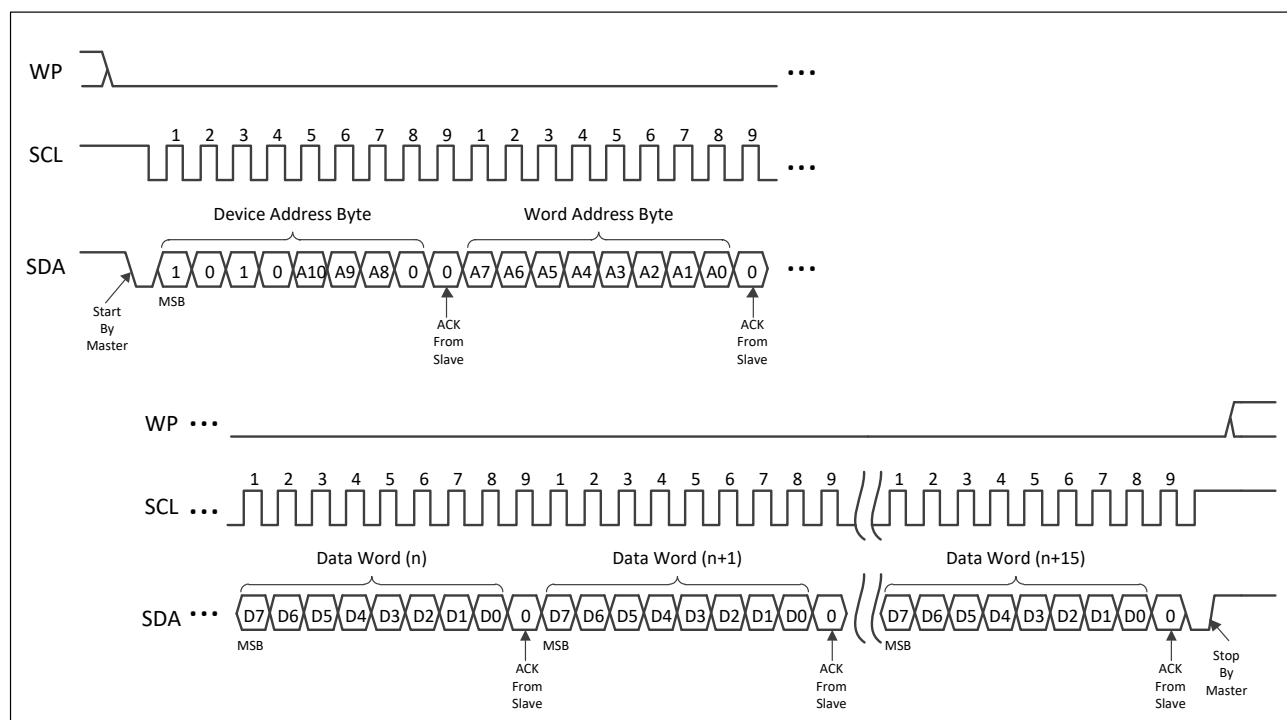 WP •••
1 2 3 4 5 6 7 8 9 1 2 3 4 5 6 7 8 9
SCL •••
Device Address Byte Word Address Byte
SDA 1 0 1 0 A10 A9 A8 0 0 A7 A6 A5 A4 A3 A2 A1 A0 0 •••
MSB
Start
By
Master
ACK
From
Slave
ACK
From
Slave
WP •••
1 2 3 4 5 6 7 8 9 1 2 3 4 5 6 7 8 9 1 2 3 4 5 6 7 8 9
SCL •••
Data Word (n) Data Word (n+1) Data Word (n+15)
SDA ••• D7 D6 D5 D4 D3 D2 D1 D0 0 D7 D6 D5 D4 D3 D2 D1 D0 0 D7 D6 D5 D4 D3 D2 D1 D0 0
MSB MSB MSB
ACK
From
Slave
ACK
From
Slave
ACK
From
Slave
Stop
By
Master